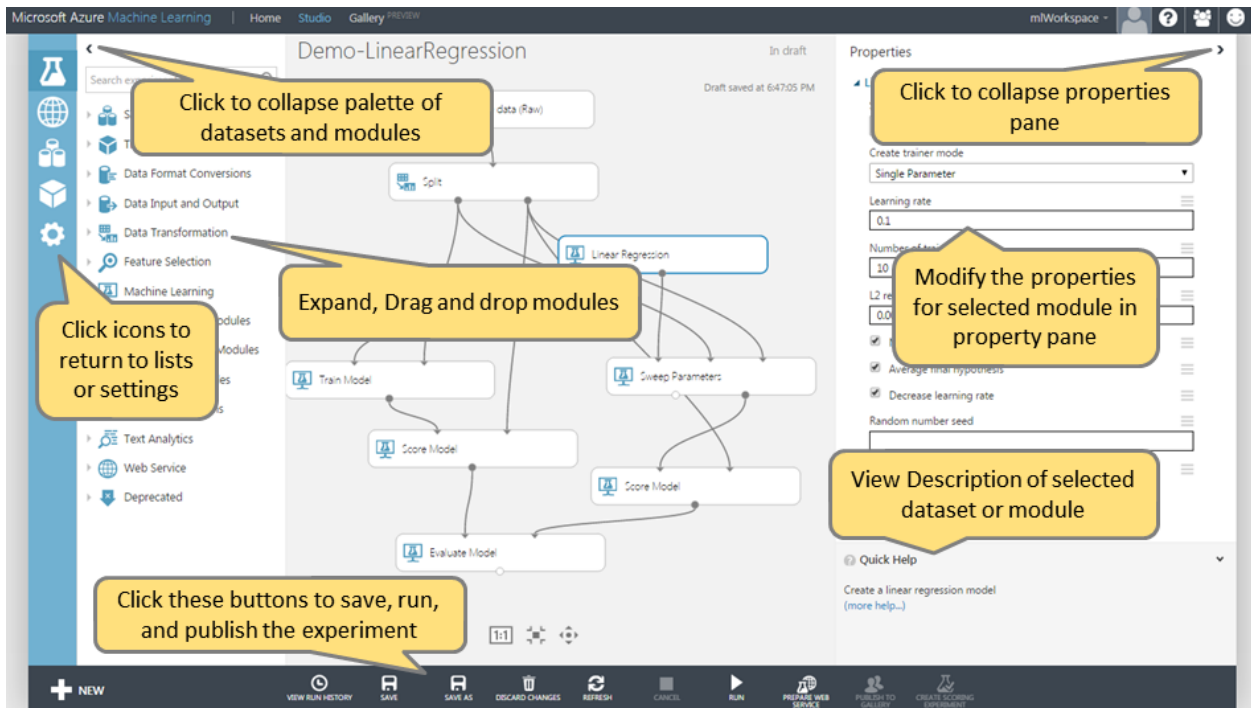 Microsoft Azure Machine Learning | Home Studio Gallery PREVIEW mlWorkspace
Demo-LinearRegression
In draft
Draft saved at 6:47:05 PM
Search
Click to collapse palette of
datasets and modules
Data Format Conversions
Data Input and Output
Data Transformation
Feature Selection
Machine Learning
Modules
Text Analytics
Web Service
Deprecated
Click icons to
return to lists
or settings
Expand, Drag and drop modules
data (Raw)
Split
Linear Regression
Train Model
Sweep Parameters
Score Model
Score Model
Evaluate Model
Click these buttons to save, run,
and publish the experiment
1:1
Properties
Click to collapse properties
pane
Create trainer mode
Single Parameter
Learning rate
0.1
Number of
10
L2
Modify the properties
for selected module in
property pane
Average final hypothesis
Decrease learning rate
Random number seed
View Description of selected
dataset or module
Quick Help
Create a linear regression model
(more help...)
NEW
VIEW RUN HISTORY
SAVE
SAVE AS
DISCARD CHANGES
REFRESH
CANCEL
RUN
PREPARE WEB
SERVICE
PUBLISH TO
GALLERY
CREATE SCORING
EXPERIMENT